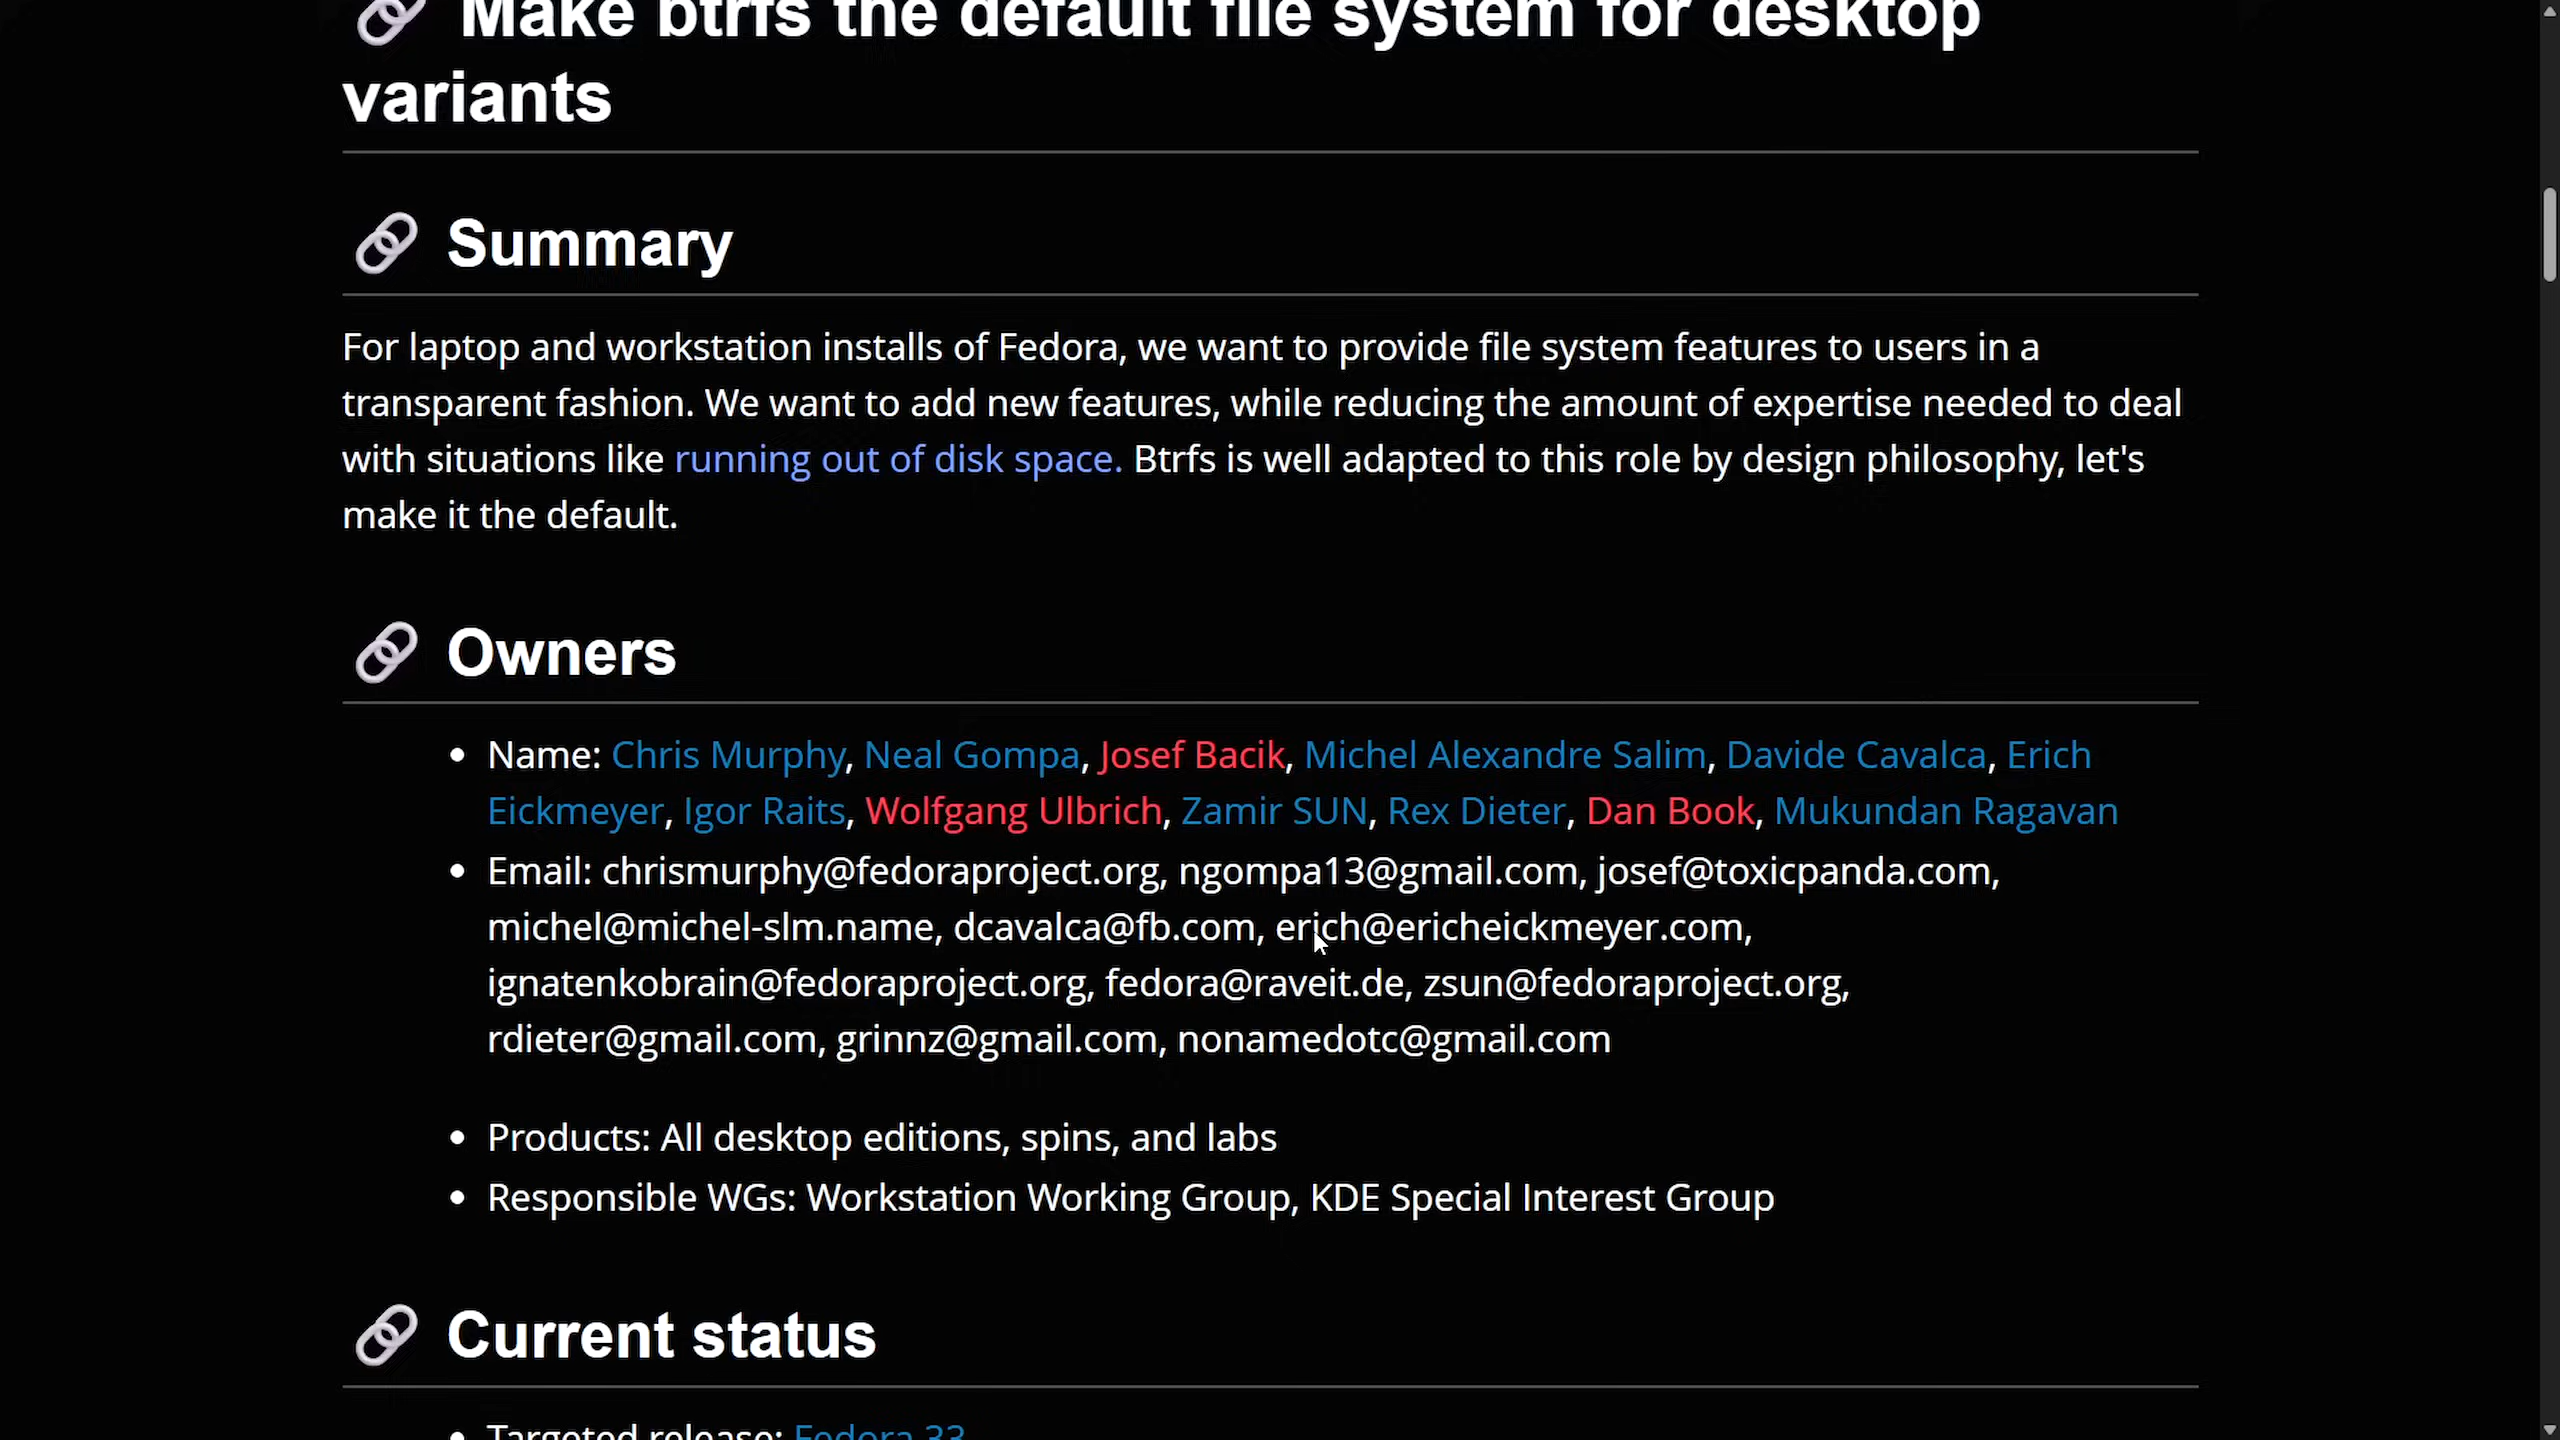 Make btrfs the default file system for desktop
variants
Summary
For laptop and workstation installs of Fedora, we want to provide file system features to users in a
transparent fashion. We want to add new features, while reducing the amount of expertise needed to deal
with situations like running out of disk space. Btrfs is well adapted to this role by design philosophy, let's
make it the default.
Owners
Name: Chris Murphy, Neal Gompa, Josef Bacik, Michel Alexandre Salim, Davide Cavalca, Erich
Eickmeyer, Igor Raits, Wolfgang Ulbrich, Zamir SUN, Rex Dieter, Dan Book, Mukundan Ragavan
Email: chrismurphy@fedoraproject.org, ngompa13@gmail.com, josef@toxicpanda.com,
michel@michel-slm.name, dcavalca@fb.com, erich@ericheickmeyer.com,
ignatenkobrain@fedoraproject.org, fedora@raveit.de, zsun@fedoraproject.org,
rdieter@gmail.com, grinnz@gmail.com, nonamedotc@gmail.com
Products: All desktop editions, spins, and labs
Responsible WGs: Workstation Working Group, KDE Special Interest Group
Current status
Targeted release: Fedora 33